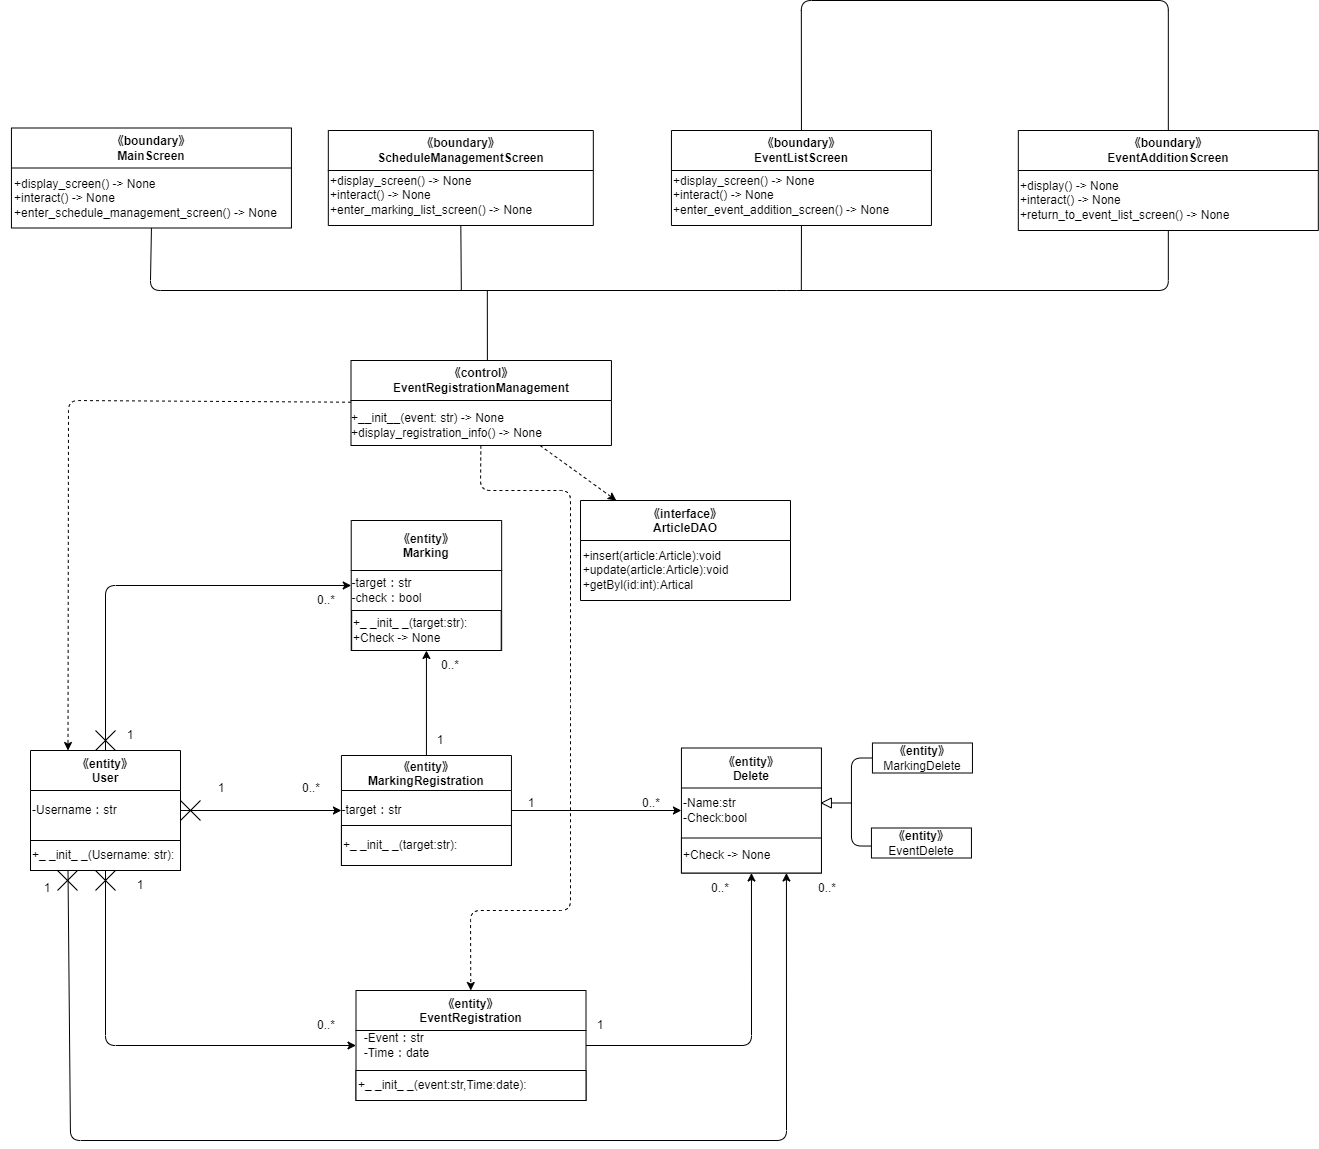 《boundary》
MainScreen
+display_screen() -> None
+interact() -> None
+enter_schedule_management_screen() -> None
《boundary》
ScheduleManagementScreen
+display_screen() -> None
+interact() -> None
+enter_marking_list_screen() -> None
《boundary》
EventListScreen
+display_screen() -> None
+interact() -> None
+enter_event_addition_screen() -> None
《boundary》
EventAdditionScreen
+display() -> None
+interact() -> None
+return_to_event_list_screen() -> None
《control》
EventRegistrationManagement
+__init__(event: str) -> None
+display_registration_info() -> None
《interface》
ArticleDAO
+insert(article:Article):void
+update(article:Article):void
+getByI(id:int):Artical
《entity》
Marking
-target : str
-check : bool
+_ _init_ _(target:str):
+Check -> None
0..*
0..*
1
1
《entity》
User
-Username : str
+_ _init_ _(Username: str):
1
0..*
《entity》
MarkingRegistration
-target : str
+_ _init_ _(target:str):
1
0..*
《entity》
Delete
-Name:str
-Check:bool
+Check -> None
《entity》
MarkingDelete
《entity》
EventDelete
1
1
0..*
0..*
0..*
《entity》
EventRegistration
-Event : str
-Time : date
+_ _init_ _(event:str,Time:date):
1